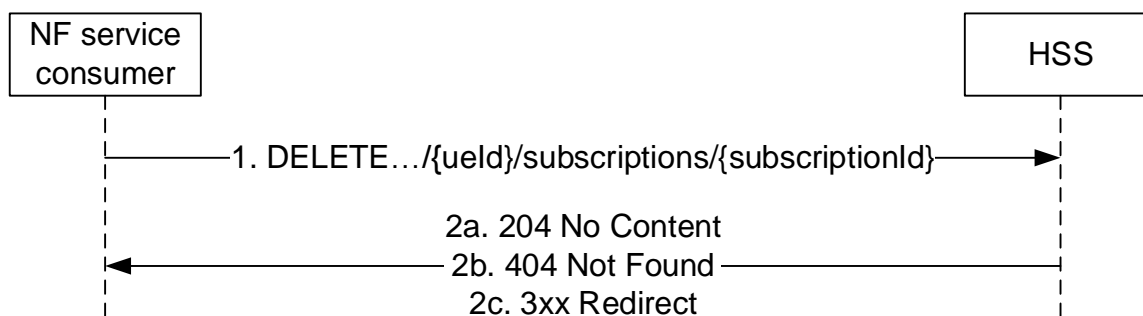 NF service
consumer
HSS
1. DELETE…/{ueId}/subscriptions/{subscriptionId}
2a. 204 No Content
2b. 404 Not Found
2c. 3xx Redirect